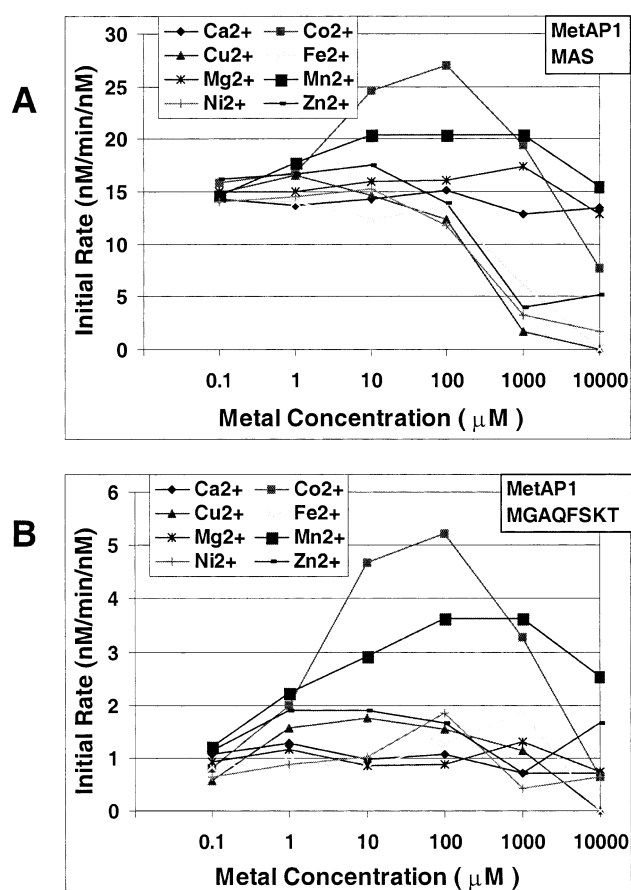 A
MetAP1
MAS
Ca2+ Co2+
Cu2+ Fe2+
Mg2+ Mn2+
Ni2+ Zn2+
Initial Rate (nM/min/nM)
30
25
20
15
10
5
0
0.1 1 10 100 1000 10000
Metal Concentration ( μM )
B
MetAP1
MGAQFSKT
Ca2+ Co2+
Cu2+ Fe2+
Mg2+ Mn2+
Ni2+ Zn2+
Initial Rate (nM/min/nM)
6
5
4
3
2
1
0
0.1 1 10 100 1000 10000
Metal Concentration ( μM )